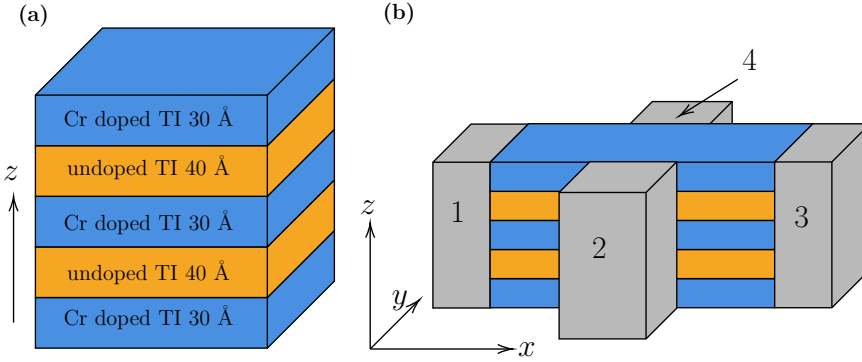 (a)
Cr doped TI 30 Å
undoped TI 40 Å
Cr doped TI 30 Å
undoped TI 40 Å
Cr doped TI 30 Å
z
(b)
4
1
2
3
z
y
x